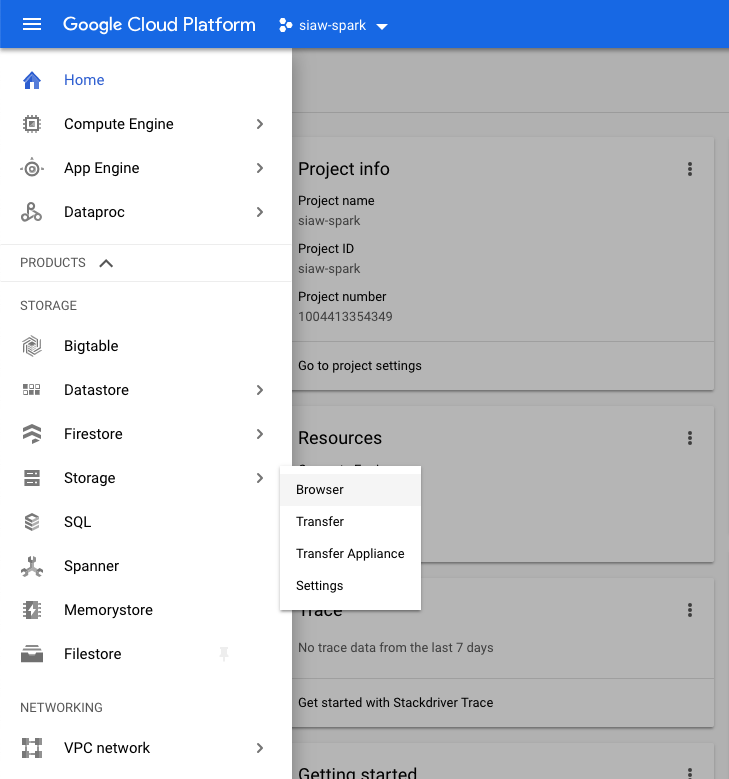 Google Cloud Platform
siaw-spark
Home
Compute Engine
App Engine
Dataproc
PRODUCTS
STORAGE
Bigtable
Datastore
Firestore
Storage
SQL
Spanner
Memorystore
Filestore
NETWORKING
VPC network
Browser
Transfer
Transfer Appliance
Settings
Project info
Project name
siaw-spark
Project ID
siaw-spark
Project number
1004413354349
Go to project settings
Resources
Trace
No trace data from the last 7 days
Get started with Stackdriver Trace
Getting started